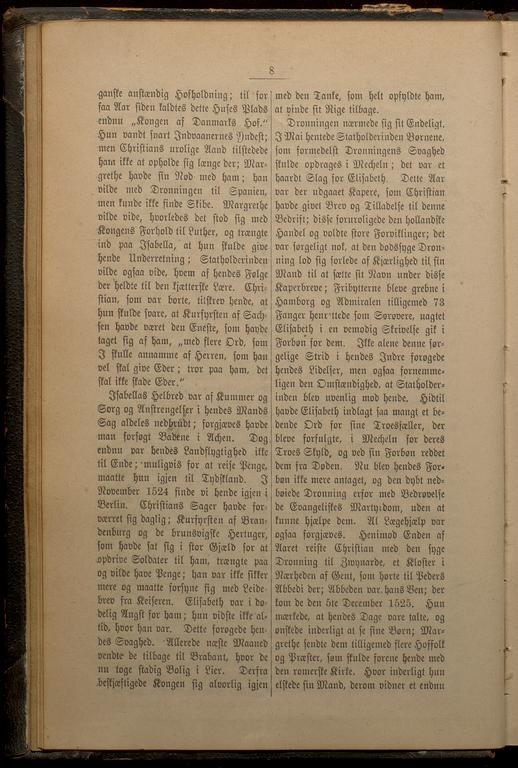 8
ganske anstændig Hofholdning; til for
faa Aar siden kaldtes dette Huses Plads
endnu „Kongen af Danmarks Hof.“
Hun vandt snart Indvaanernes Yndest;
men Christians urolige Aand tilstedede
ham ikke at opholde sig længe der; Mar-
grethe havde sin Nød med ham; han
vilde med Dronningen til Spanien,
men kunde ikke finde Skibe. Margrethe
vilde vide, hvorledes det stod sig med
Kongens Forhold til Luther, og trængte
ind paa Isabella, at hun skulde give
hende Underretning; Statholderinden
vilde ogsaa vide, hvem af hendes Følge
der heldte til den kjætterske Lære. Chri-
stian, som var borte, tilskrev hende, at
hun skulde svare, at Kurfyrsten af Sach-
sen havde været den Eneste, som havde
taget sig af ham, „med flere Ord, som
I skulle annamme af Herren, som han
vel skal give Eder; tro paa ham, det
skal ikke skade Eder.“
Isabellas Helbred var af Kummer og
Sorg og Anstrengelser i hendes Mands
Sag aldeles nedbrudt; forgjæves havde
man forsøgt Badene i Achen. Dog
endnu var hendes Landflygtighed ikke
til Ende; muligvis for at reise Penge,
maatte hun igjen til Tydskland. I
November 1524 finde vi hende igjen i
Berlin. Christians Sager havde for-
værret sig daglig; Kurfyrsten af Bran-
denburg og de brunsvigske Hertuger,
som havde sat sig i stor Gjæld for at
opdrive Soldater til ham, trængte paa
og vilde have Penge; han var ikke sikker
mere og maatte forsyne sig med Leide-
brev fra Keiseren. Elisabeth var i dø-
delig Angst for ham; hun vidste ikke al-
tid, hvor han var. Dette forøgede hen-
des Svaghed. Allerede næste Maaned
vendte de tilbage til Brabant, hvor de
nu toge stadig Bolig i Lier. Derfra
beskjæftigede Kongen sig alvorlig igjen
med den Tanke, som helt opfyldte ham,
at vinde sit Rige tilbage.
Dronningen nærmede sig sit Endeligt.
I Mai hentede Statholderinden Børnene,
som formedelst Dronningens Svaghed
skulde opdrages i Mecheln; det var et
haardt Slag for Elisabeth. Dette Aar
var der udgaaet Kapere, som Christian
havde givet Brev og Tilladelse til denne
Bedrift; disse foruroligede den hollandske
Handel og voldte store Forviklinger; det
var sørgeligt nok, at den dødssyge Dron-
ning lod sig forlede af Kjærlighed til sin
Mand til at sætte sit Navn under disse
Kaperbreve; Fribytterne bleve grebne i
Hamborg og Admiralen tilligemed 73
Fanger henrettede som Sørøvere, uagtet
Elisabeth i en vemodig Skrivelse gik i
Forbøn for dem. Ikke alene denne sør-
gelige Strid i hendes Indre forøgede
hendes Lidelser, men ogsaa fornemme-
ligen den Omstændighed, at Statholder-
inden blev uvenlig mod hende. Hidtil
havde Elisabeth indlagt saa mangt et be-
dende Ord for sine Troesfæller, der
bleve forfulgte, i Mecheln for deres
Troes Skyld, og ved sin Forbøn reddet
dem fra Døden. Nu blev hendes For-
bøn ikke mere antaget, og den dybt ned-
bøiede Dronning erfor med Bedrøvelse
de Evangeliskes Martyrdom, uden at
kunne hjælpe dem. Al Lægehjælp var
ogsaa forgjæves. Henimod Enden af
Aaret reiste Christian med den syge
Dronning til Zwynarde, et Kloster i
Nærheden af Gent, som hørte til Peders
Abbedi der; Abbeden var hans Ven; der
kom de den 5te December 1525. Hun
mærkede, at hendes Dage vare talte, og
ønstede inderligt at se sine Børn; Mar-
grethe sendte dem tilligemed flere Hoffolk
og Præster, som skulde forene hende med
den romerske Kirke. Hvor inderligt hun
elskede sin Mand, derom vidner et endnu